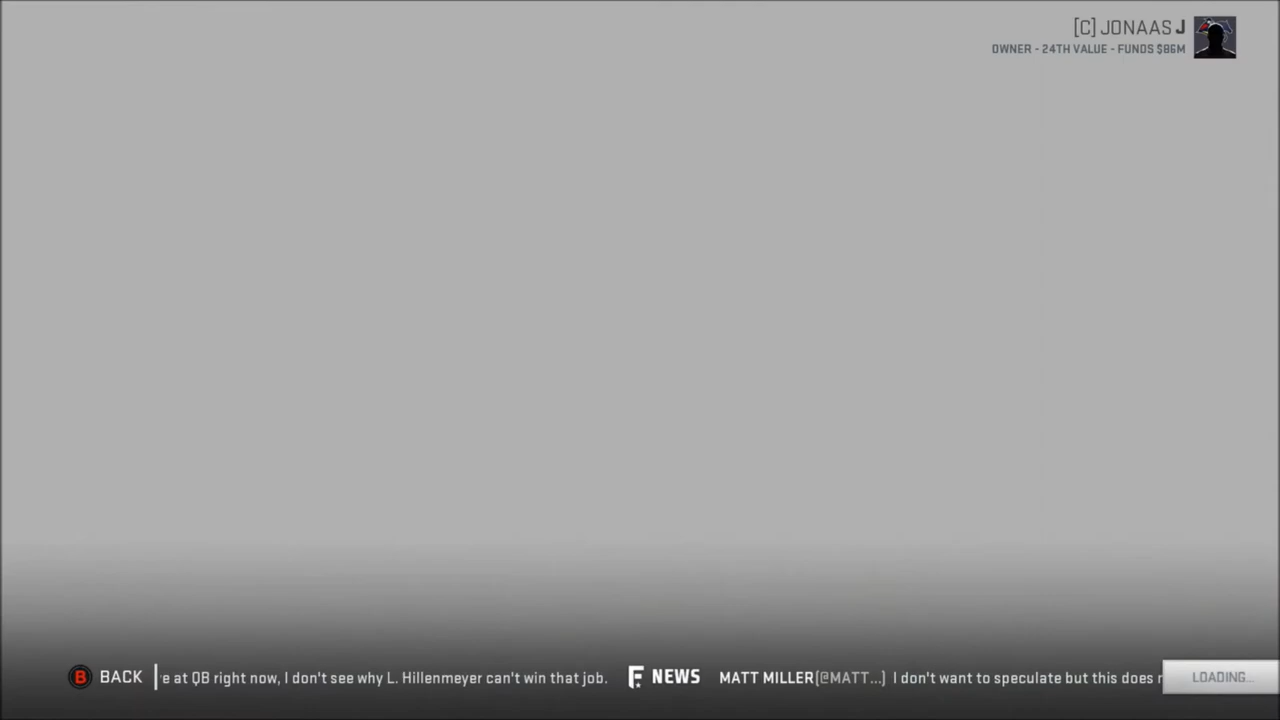 [C] JONAAS J
OWNER - 24TH VALUE - FUNDS $86M
B BACK 'e at QB right now, I don't see why L. Hillenmeyer can't win that job. F NEWS MATT MILLER(@MATT...) I don't want to speculate but this does LOADING...